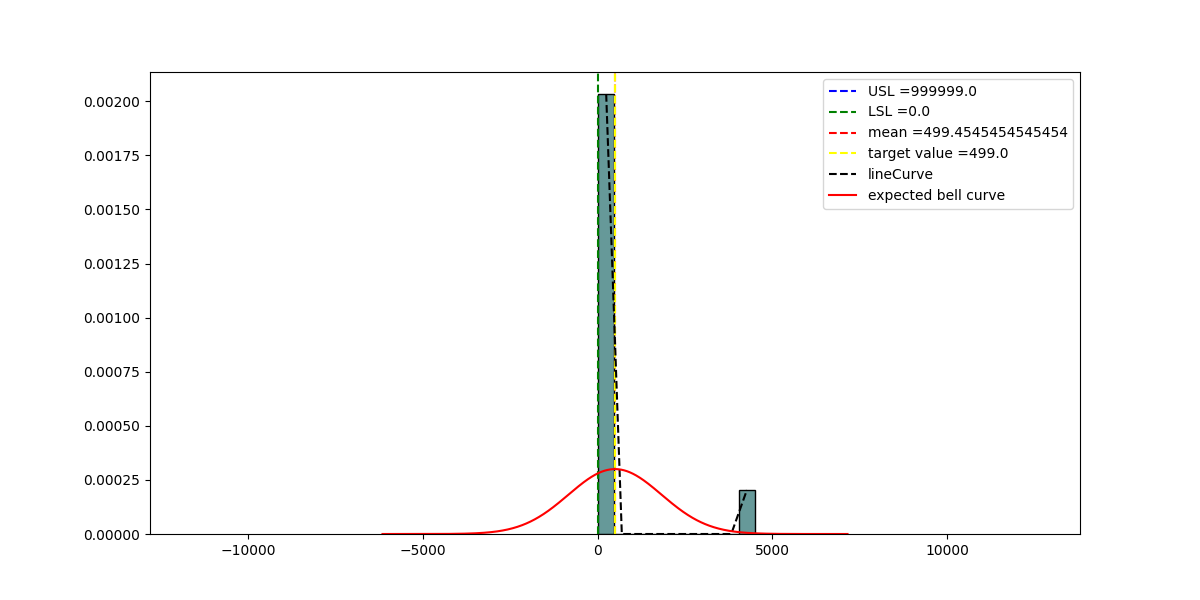 USL =999999.0
LSL =0.0
mean =499.4545454545454
target value =499.0
lineCurve
expected bell curve
0.00200
0.00175
0.00150
0.00125
0.00100
0.00075
0.00050
0.00025
0.00000
−10000 −5000 0 5000 10000